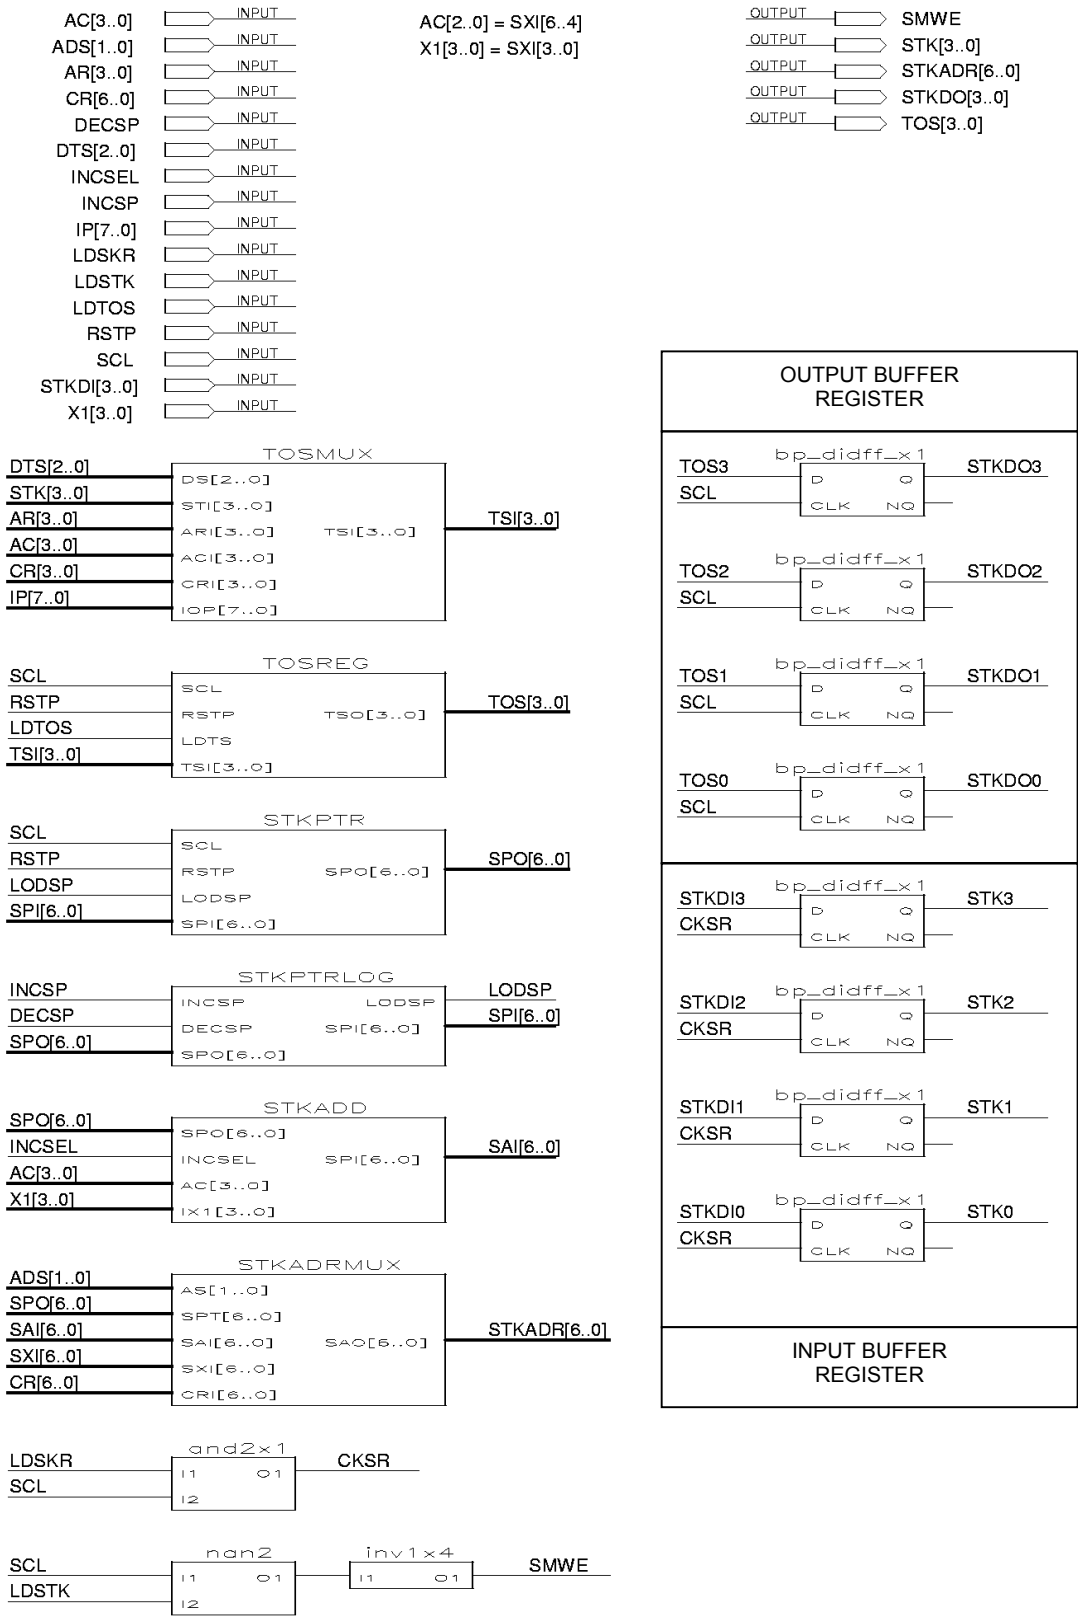 AC[3..0] INPUT
ADS[1..0] INPUT
AR[3..0] INPUT
CR[6..0] INPUT
DECSP INPUT
DTS[2..0] INPUT
INCSEL INPUT
INCSP INPUT
IP[7..0] INPUT
LDSKR INPUT
LDSTK INPUT
LDTOS INPUT
RSTP INPUT
SCL INPUT
STKDI[3..0] INPUT
X1[3..0] INPUT
AC[2..0] = SXI[6..4]
X1[3..0] = SXI[3..0]
OUTPUT SMWE
OUTPUT STK[3..0]
OUTPUT STKADR[6..0]
OUTPUT STKDO[3..0]
OUTPUT TOS[3..0]
TOSMUX
DTS[2..0] DS[2..0]
STK[3..0] STI[3..0]
AR[3..0] ARI[3..0] TSI[3..0] TSI[3..0]
AC[3..0] ACI[3..0]
CR[3..0] CRI[3..0]
IP[7..0] IOP[7..0]
TOSREG
SCL SCL
RSTP RSTP TSO[3..0] TOS[3..0]
LDTOS LDTS
TSI[3..0] TSI[3..0]
STKPTR
SCL SCL
RSTP RSTP SPO[6..0] SPO[6..0]
LODSP LODSP
SPI[6..0] SPI[6..0]
STKPTRLOG
INCSP INCSP LODSP LODSP
DECSP DECSP SPI[6..0] SPI[6..0]
SPO[6..0] SPO[6..0]
STKADD
SPO[6..0] SPO[6..0]
INCSEL INCSEL SPI[6..0] SAI[6..0]
AC[3..0] AC[3..0]
X1[3..0] IX1[3..0]
STKADRMUX
ADS[1..0] AS[1..0]
SPO[6..0] SPT[6..0]
SAI[6..0] SAI[6..0] SAO[6..0] STKADR[6..0]
SXI[6..0] SXI[6..0]
CR[6..0] CRI[6..0]
and2x1
LDSKR I1 O1 CKSR
SCL I2
nan2 inv1x4
SCL I1 O1 I1 O1 SMWE
LDSTK I2
OUTPUT BUFFER
REGISTER
bp_didff_x1
TOS3 D Q STKDO3
SCL CLK NQ
bp_didff_x1
TOS2 D Q STKDO2
SCL CLK NQ
bp_didff_x1
TOS1 D Q STKDO1
SCL CLK NQ
bp_didff_x1
TOS0 D Q STKDO0
SCL CLK NQ
bp_didff_x1
STKDI3 D Q STK3
CKSR CLK NQ
bp_didff_x1
STKDI2 D Q STK2
CKSR CLK NQ
bp_didff_x1
STKDI1 D Q STK1
CKSR CLK NQ
bp_didff_x1
STKDI0 D Q STK0
CKSR CLK NQ
INPUT BUFFER
REGISTER